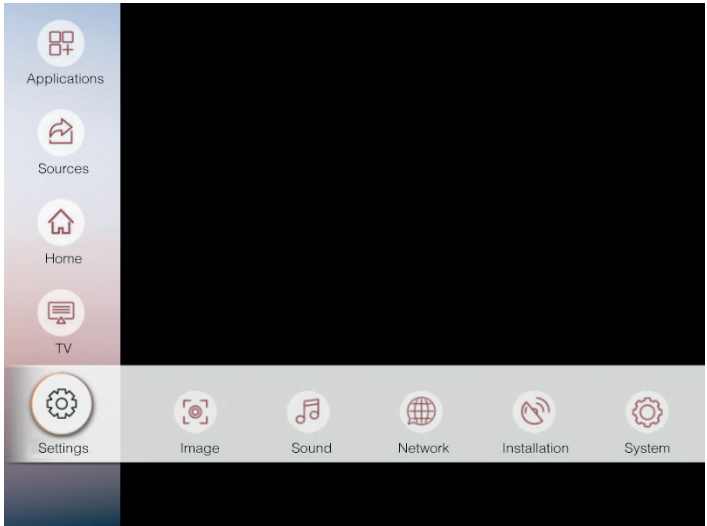 Applications
Sources
Home
TV
Settings
Image
Sound
Network
Installation
System